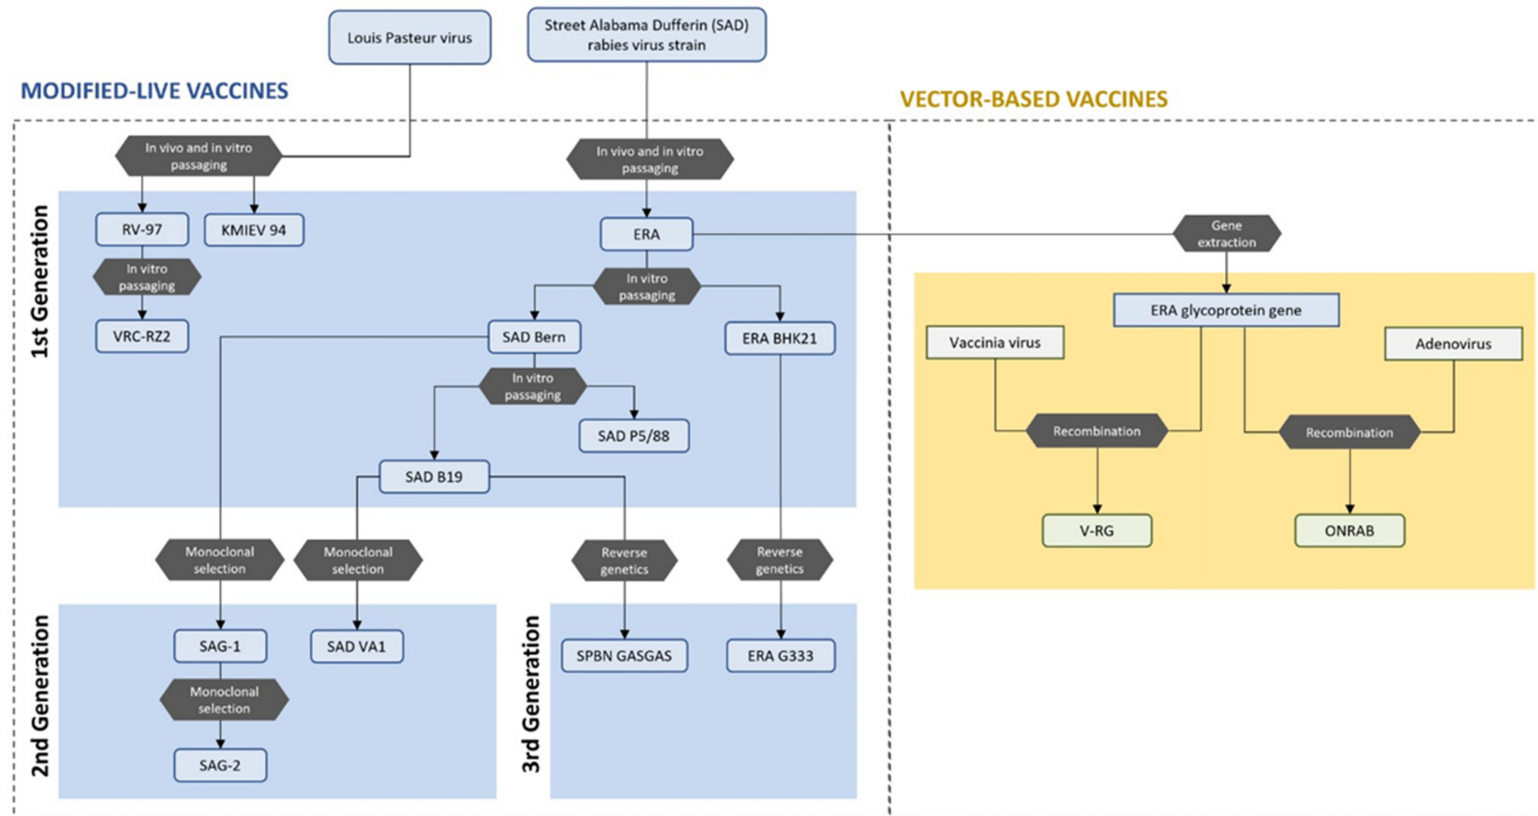 Louis Pasteur virus
Street Alabama Dufferin (SAD)
rabies virus strain
MODIFIED-LIVE VACCINES
VECTOR-BASED VACCINES
In vivo and in vitro
passaging
In vivo and in vitro
passaging
1st Generation
RV-97
KMIEV 94
ERA
Gene
extraction
In vitro
passaging
In vitro
passaging
ERA glycoprotein gene
VRC-RZ2
SAD Bern
ERA BHK21
Vaccinia virus
Adenovirus
In vitro
passaging
SAD P5/88
Recombination
Recombination
SAD B19
V-RG
ONRAB
Monoclonal
selection
Monoclonal
selection
Reverse
genetics
Reverse
genetics
2nd Generation
SAG-1
SAD VA1
3rd Generation
SPBN GASGAS
ERA G333
Monoclonal
selection
SAG-2